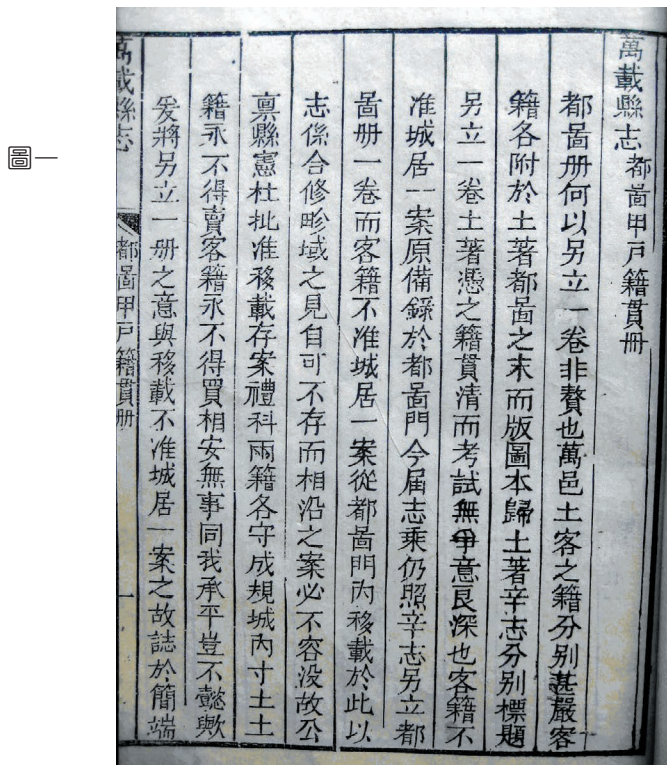 圖一
萬載縣志都啚甲戸籍貫册
都啚册何以另立一卷非贅也萬邑土客之籍分別甚嚴客
籍各附於土著都啚之末而版圖本歸土著辛志分別標題
另立一卷土著憑之籍貫清而考試無爭意良深也客籍不
准城居一案原備錄於都啚門今届志乘仍照辛志另立都
啚册一卷而客籍不准城居一案從都啚門內移載於此以
志係合修畛域之見自可不存而相沿之案必不容没故公
禀縣憲杜批准移載存案禮科兩籍各守成規城內寸土土
籍永不得賣客籍永不得買相安無事同我承平豈不懿歟
爰將另立一册之意與移載不准城居一案之故誌於簡端
萬載縣志
都啚甲戸籍貫册
一